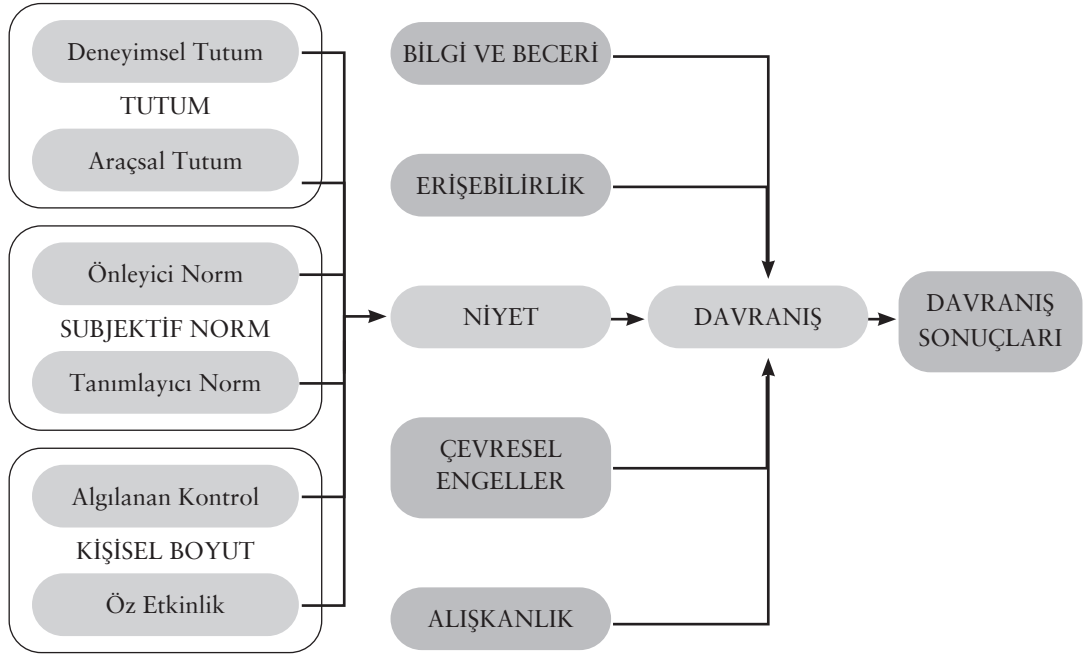 Deneyimsel Tutum
TUTUM
Araçsal Tutum
Önleyici Norm
SUBJEKTİF NORM
Tanımlayıcı Norm
Algılanan Kontrol
KİŞİSEL BOYUT
Öz Etkinlik
BİLGİ VE BECERİ
ERİŞEBİLİRLİK
NİYET
ÇEVRESEL
ENGELLER
ALIŞKANLIK
DAVRANIŞ
DAVRANIŞ
SONUÇLARI